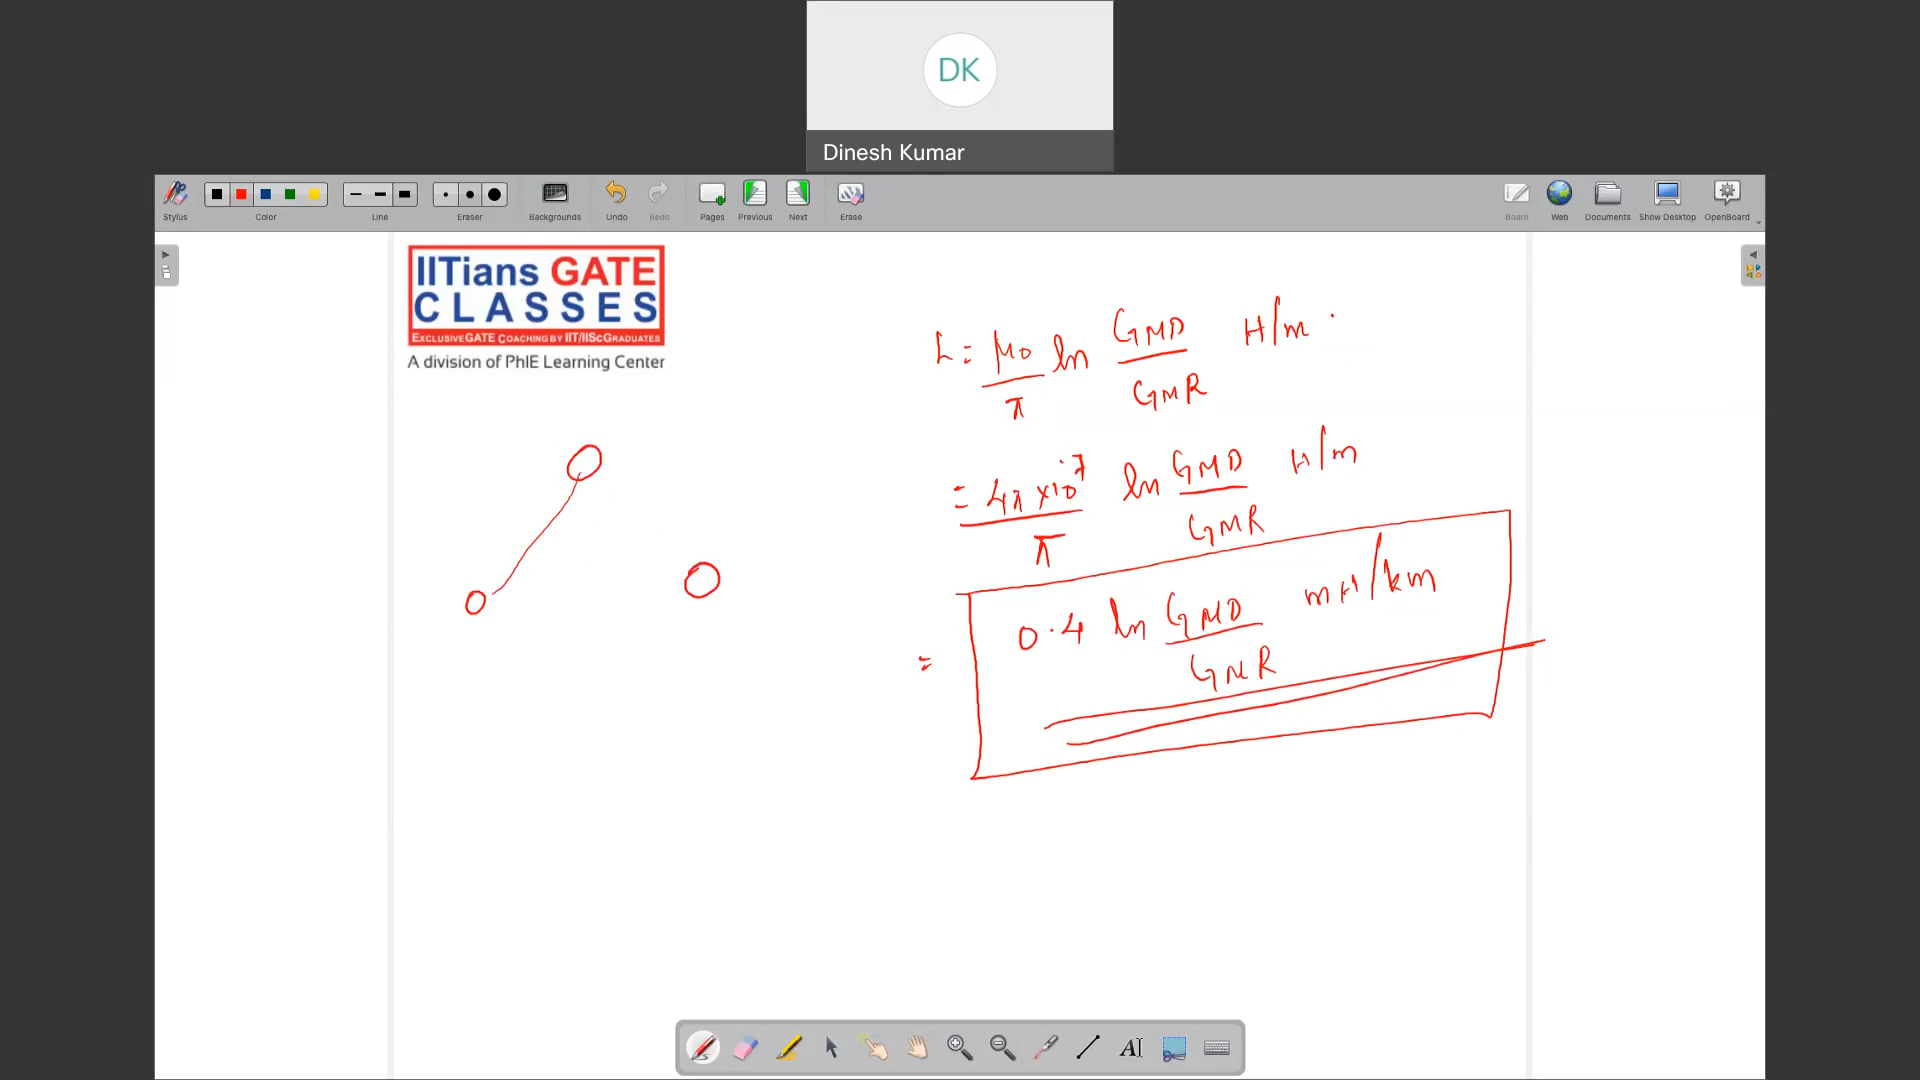 DK
Dinesh Kumar
Stylus
Color
Line
Eraser
Backgrounds
Undo
Redo
Pages
Previous
Next
Erase
Board
Web
Documents
Show Desktop
OpenBoard
IITians GATE
CLASSES
EXCLUSIVE GATE COACHING BY IIT/IISc GRADUATES
A division of PhIE Learning Center
L = μ0/π ln GMD/GMR H/m
= 4π×10^-7/π ln GMD/GMR H/m
= 0.4 ln GMD/GMR mH/km